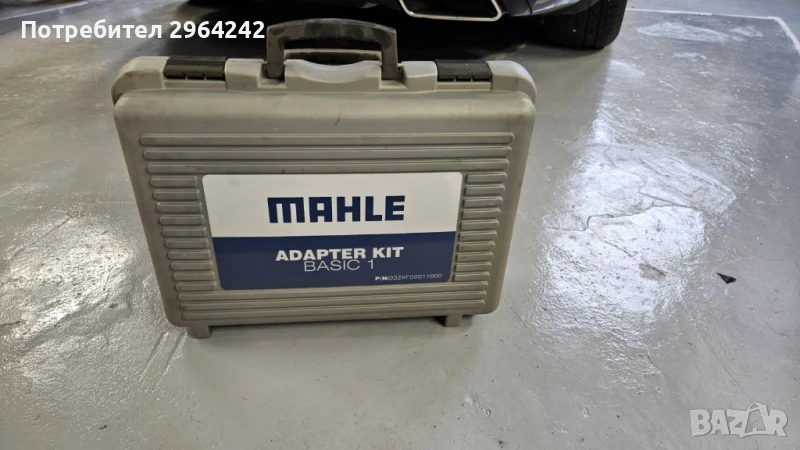 Потребител 2964242
MAHLE
ADAPTER KIT
BASIC 1
BAZAR